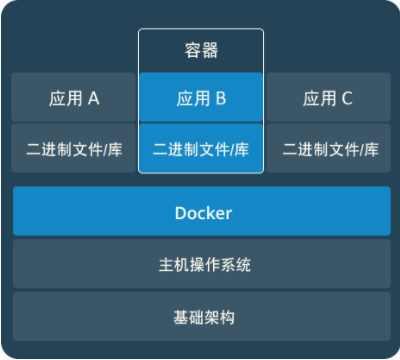 容器
应用 A 应用 B 应用 C
二进制文件/库 二进制文件/库 二进制文件/库
Docker
主机操作系统
基础架构